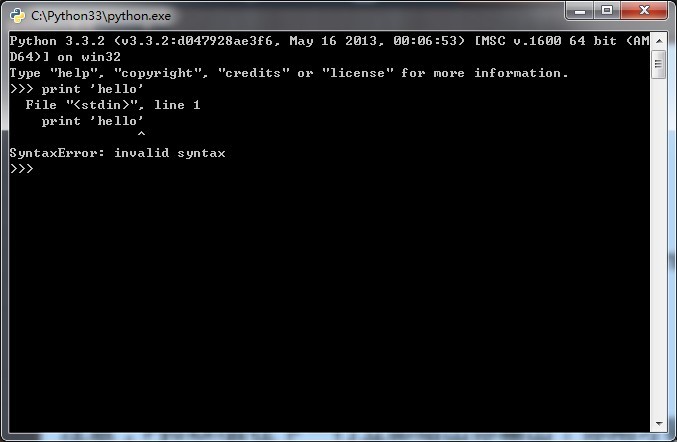 C:\Python33\python.exe
Python 3.3.2 (v3.3.2:d047928ae3f6, May 16 2013, 00:06:53) [MSC v.1600 64 bit (AM
D64)] on win32
Type "help", "copyright", "credits" or "license" for more information.
>>> print 'hello'
  File "<stdin>", line 1
    print 'hello'
                ^
SyntaxError: invalid syntax
>>>